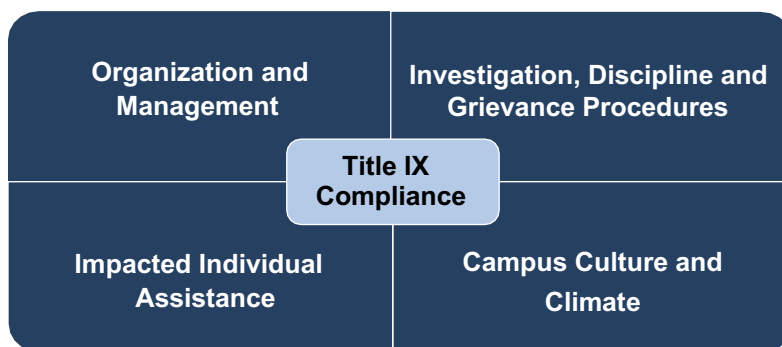 Organization and
Management
Investigation, Discipline and
Grievance Procedures
Title IX
Compliance
Impacted Individual
Assistance
Campus Culture and
Climate